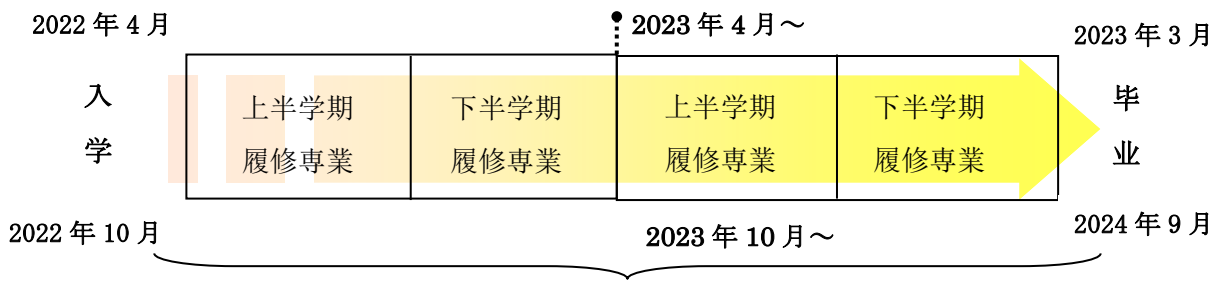 2022年4月
2023年4月～
2023年3月
入学
上半学期
履修専業
下半学期
履修専業
上半学期
履修専業
下半学期
履修専業
毕业
2022年10月
2023年10月～
2024年9月